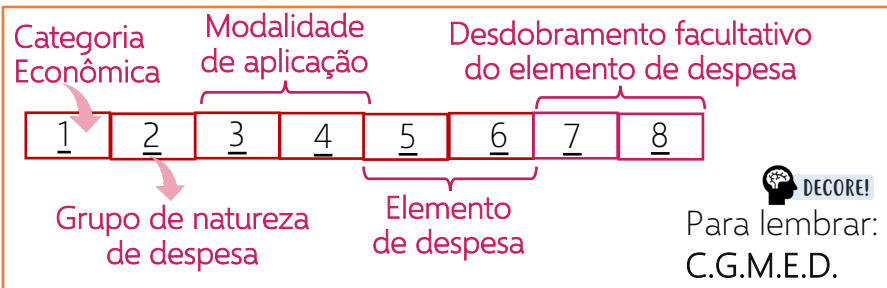 Categoria
Econômica
Modalidade
de aplicação
Desdobramento facultativo
do elemento de despesa
1 2 3 4 5 6 7 8
Grupo de natureza
de despesa
Elemento
de despesa
DECORE!
Para lembrar:
C.G.M.E.D.